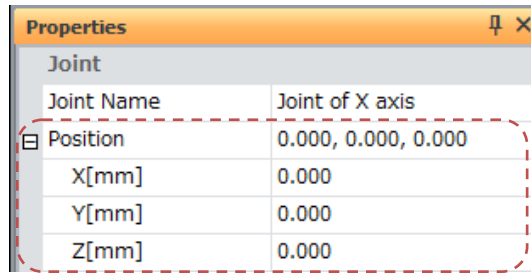 Properties
Joint
Joint Name Joint of X axis
Position 0.000, 0.000, 0.000
X[mm] 0.000
Y[mm] 0.000
Z[mm] 0.000